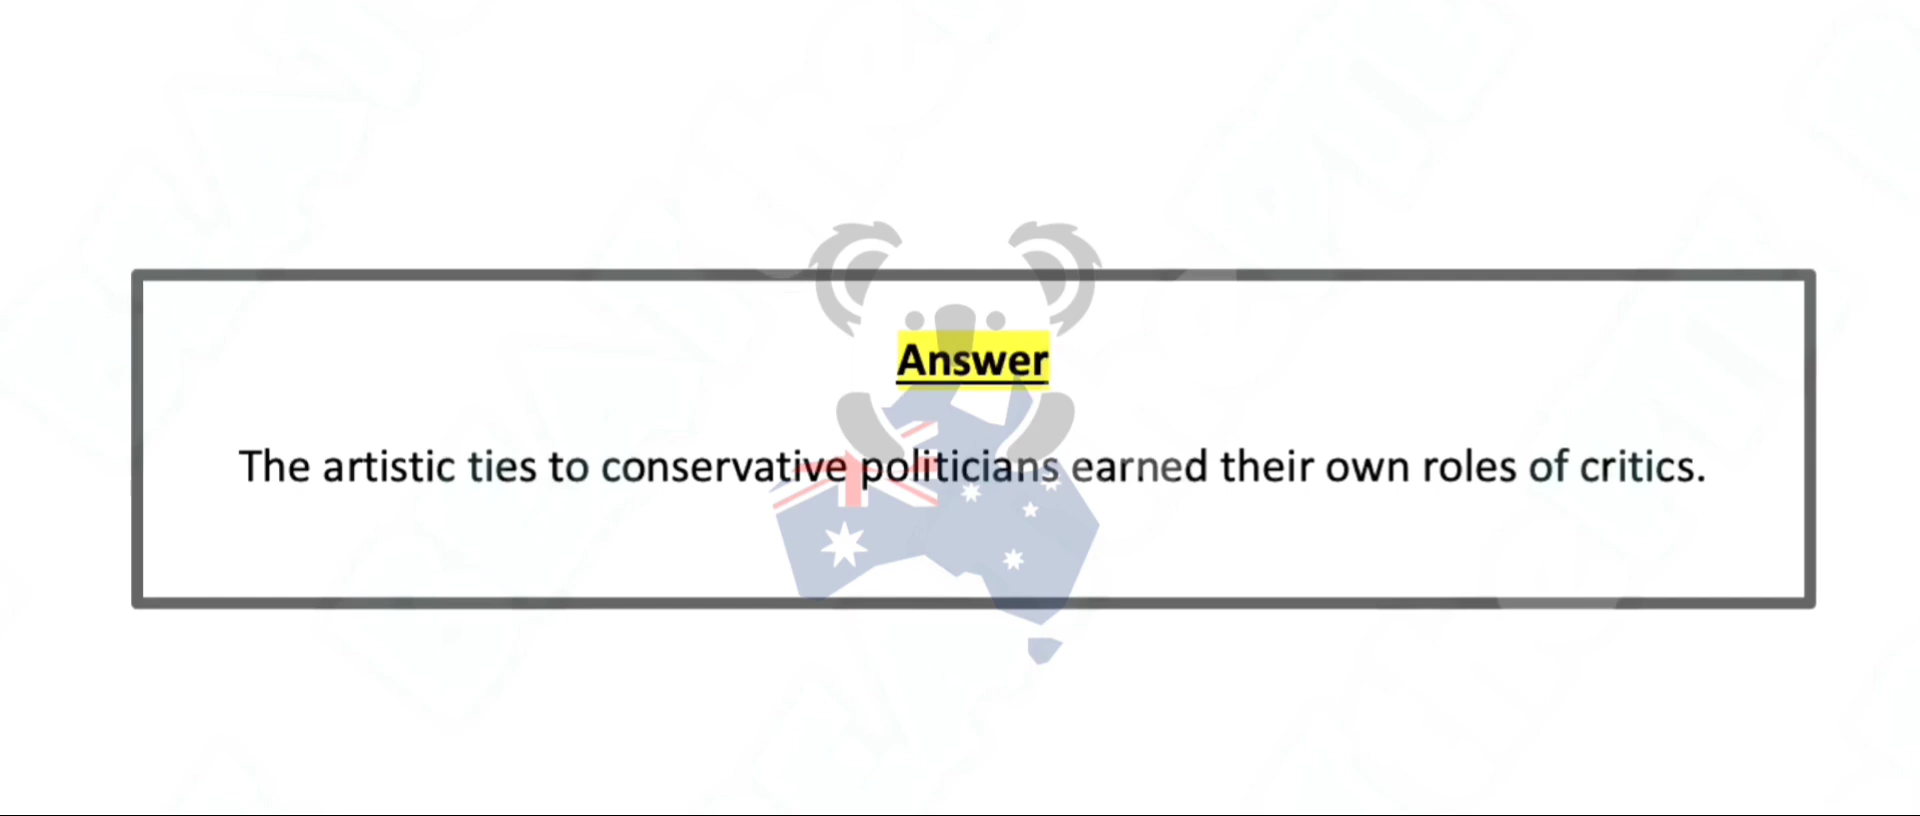 Answer
The artistic ties to conservative politicians earned their own roles of critics.